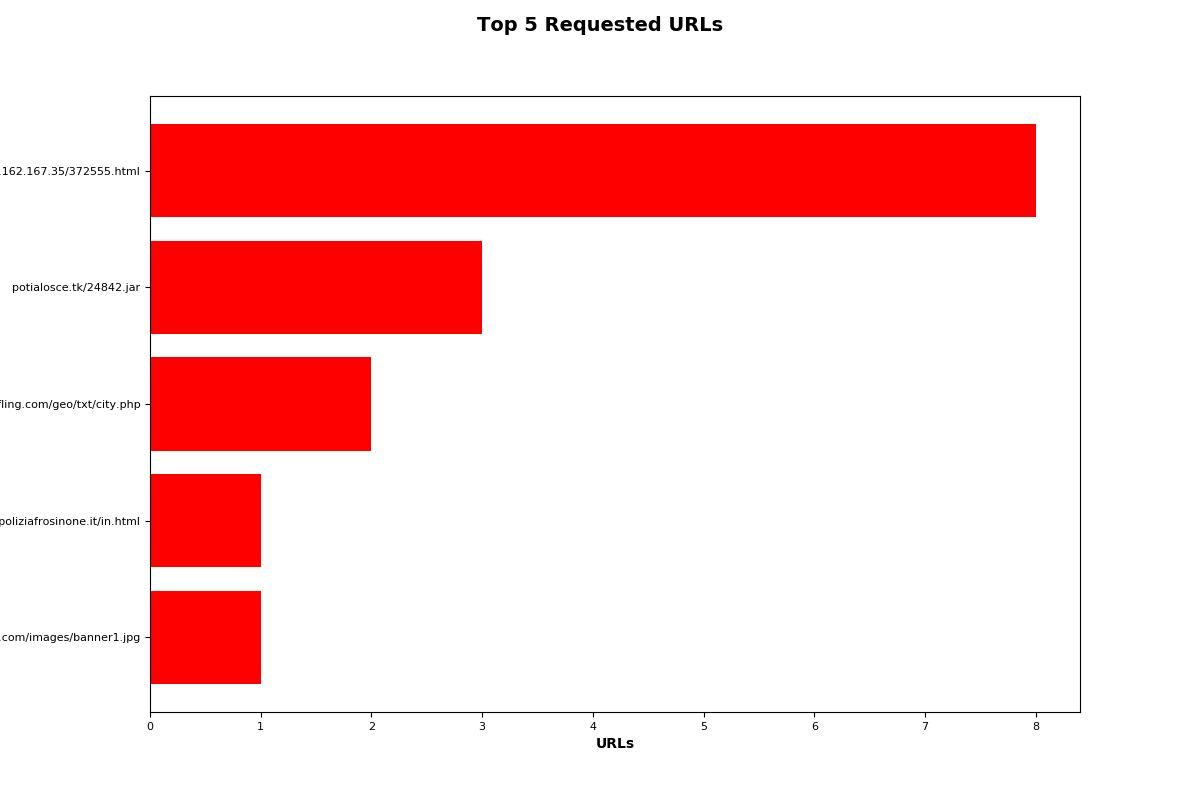 Top 5 Requested URLs
.162.167.35/372555.html
potialosce.tk/24842.jar
fling.com/geo/txt/city.php
poliziafrosinone.it/in.html
.com/images/banner1.jpg
0 1 2 3 4 5 6 7 8
URLs